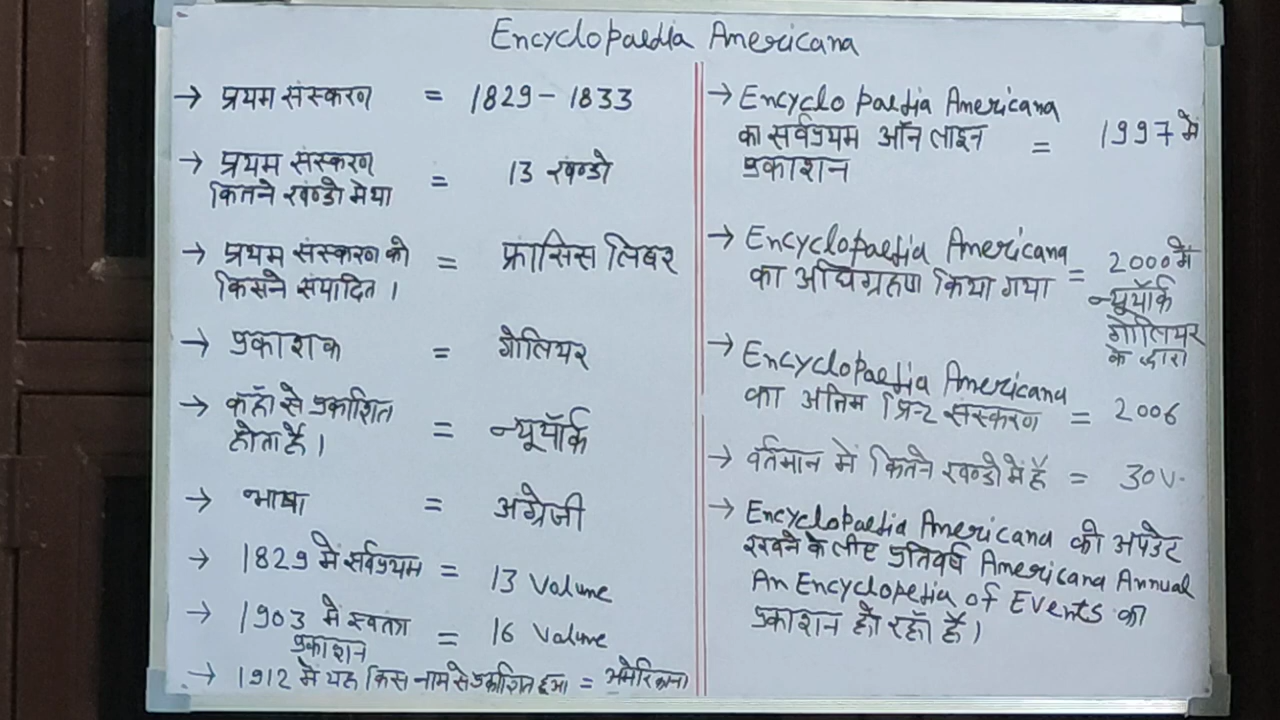 Encyclopaedia Americana
→ प्रथम संस्करण = 1829 - 1833
→ प्रथम संस्करण
कितने खण्डो मे था = 13 खण्डो
→ प्रथम संस्करण को = फ्रासिस लिबर
किसने संपादित ।
→ प्रकाशक = गोलियर
→ कहाँ से प्रकाशित
होता है । = न्यूयॉर्क
→ भाषा = अंग्रेजी
→ 1829 मे सर्वप्रथम = 13 Volume
→ 1903 मे स्वतंत्र
प्रकाशन = 16 Volume
→ 1912 मे यह किस नाम से प्रकाशित हुआ = अमेरिकाना
→ Encyclopaedia Americana
का सर्वप्रथम ऑन लाइन = 1997 मे
प्रकाशन
→ Encyclopaedia Americana
का अधिग्रहण किया गया = 2000 में
न्यूयॉर्क
गोलियर
के द्वारा
→ Encyclopaedia Americana
का अन्तिम प्रिन्ट संस्करण = 2006
→ वर्तमान में कितने खण्डो में है = 30 V.
→ Encyclopaedia Americana को अपडेट
रखने के लीए प्रतिवर्ष Americana Annual
An Encyclopedia of Events का
प्रकाशन हो रहाँ है।